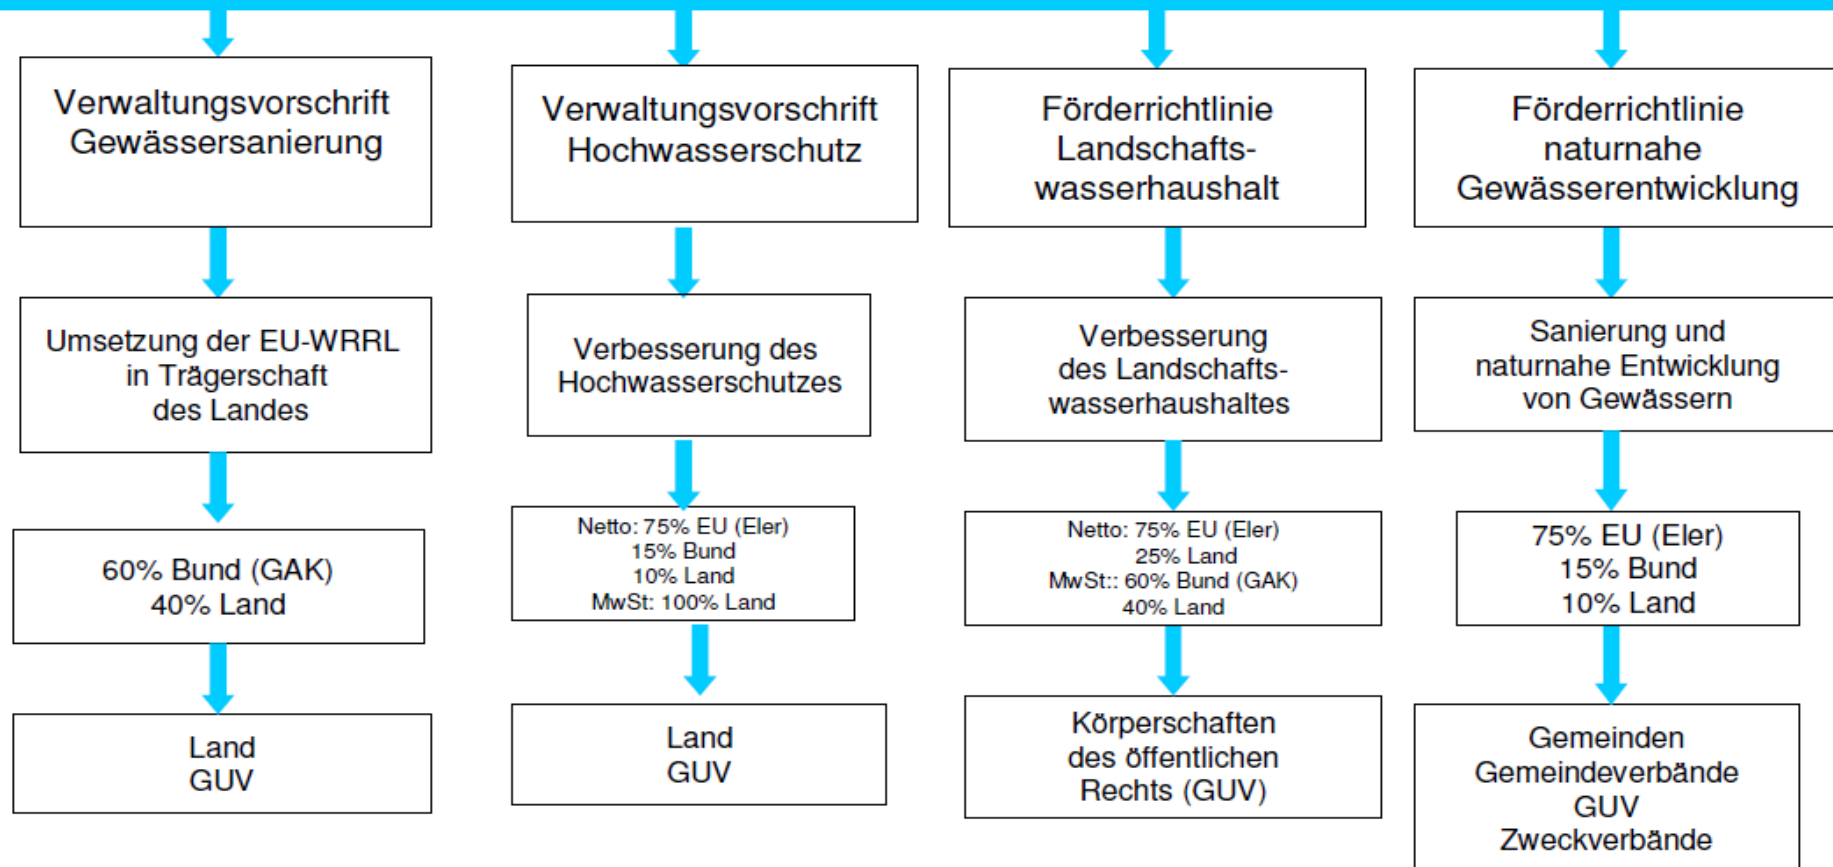 Verwaltungsvorschrift
Gewässersanierung
Umsetzung der EU-WRRL
in Trägerschaft
des Landes
60% Bund (GAK)
40% Land
Land
GUV
Verwaltungsvorschrift
Hochwasserschutz
Verbesserung des
Hochwasserschutzes
Netto: 75% EU (Eler)
15% Bund
10% Land
MwSt: 100% Land
Land
GUV
Förderrichtlinie
Landschafts-
wasserhaushalt
Verbesserung
des Landschafts-
wasserhaushaltes
Netto: 75% EU (Eler)
25% Land
MwSt:: 60% Bund (GAK)
40% Land
Körperschaften
des öffentlichen
Rechts (GUV)
Förderrichtlinie
naturnahe
Gewässerentwicklung
Sanierung und
naturnahe Entwicklung
von Gewässern
75% EU (Eler)
15% Bund
10% Land
Gemeinden
Gemeindeverbände
GUV
Zweckverbände